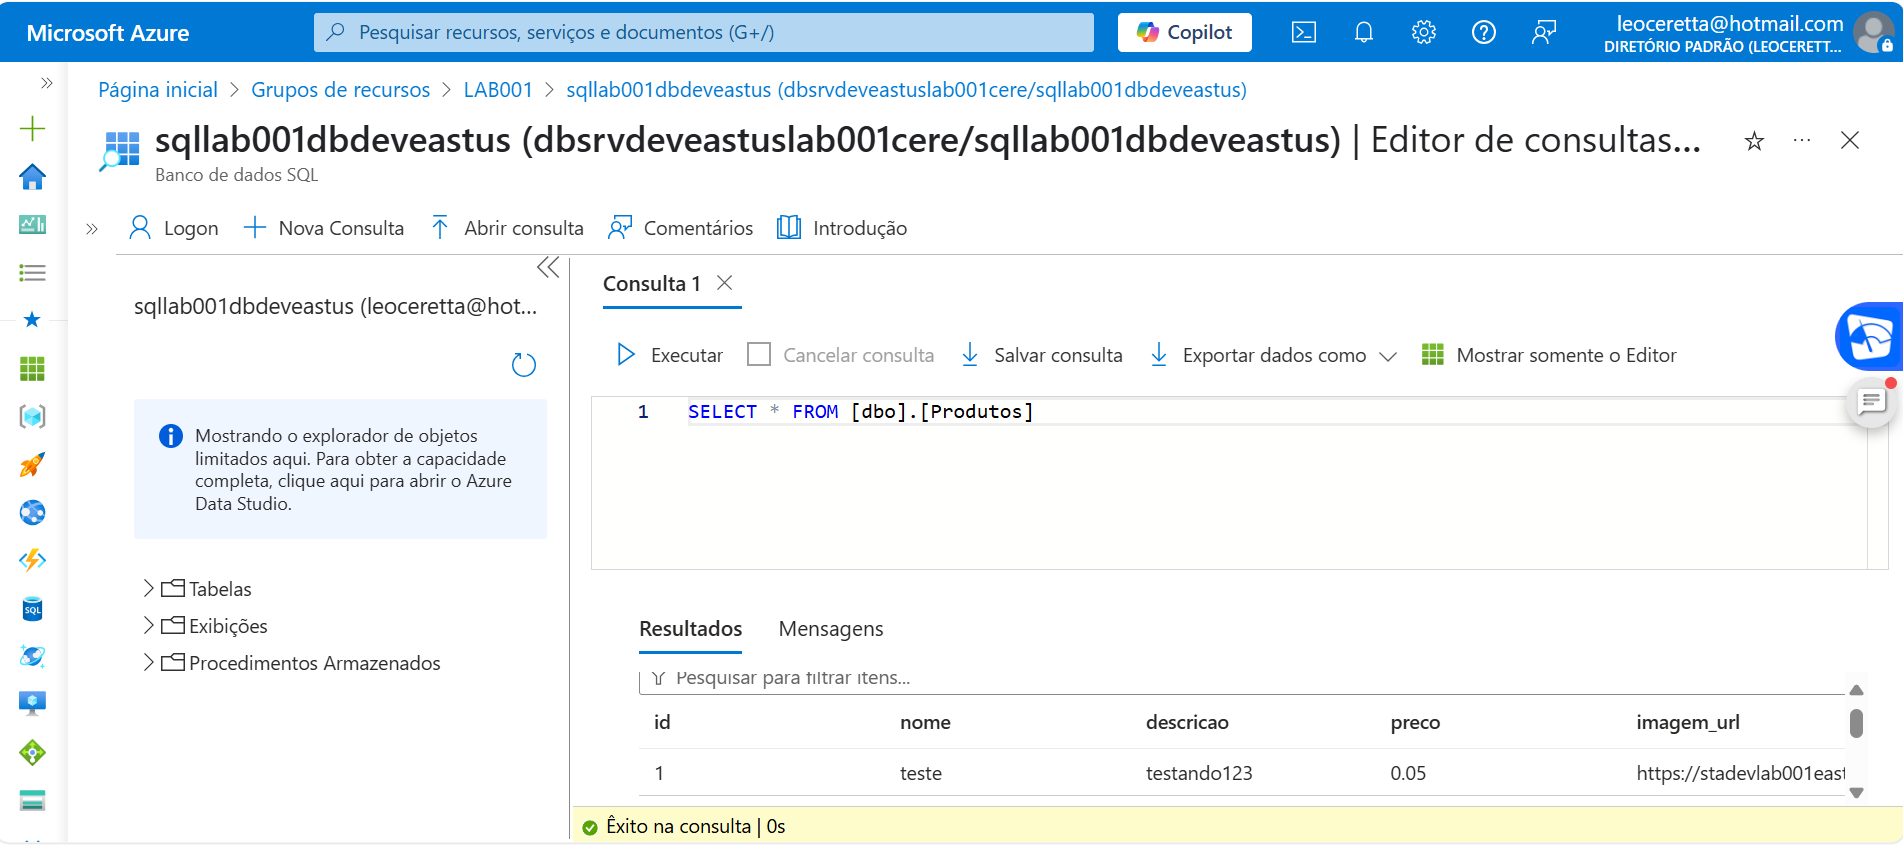 Microsoft Azure
Pesquisar recursos, serviços e documentos (G+/)
Copilot
leoceretta@hotmail.com
DIRETÓRIO PADRÃO (LEOCERETT...
Página inicial > Grupos de recursos > LAB001 > sqllab001dbdeveastus (dbsrvdeveastuslab001cere/sqllab001dbdeveastus)
sqllab001dbdeveastus (dbsrvdeveastuslab001cere/sqllab001dbdeveastus) | Editor de consultas...
Banco de dados SQL
Logon Nova Consulta Abrir consulta Comentários Introdução
sqllab001dbdeveastus (leoceretta@hot...
Mostrando o explorador de objetos
limitados aqui. Para obter a capacidade
completa, clique aqui para abrir o Azure
Data Studio.
Tabelas
Exibições
Procedimentos Armazenados
SQL
Consulta 1
Executar Cancelar consulta Salvar consulta Exportar dados como Mostrar somente o Editor
1 SELECT * FROM [dbo].[Produtos]
Resultados Mensagens
Pesquisar para filtrar itens...
id nome descricao preco imagem_url
1 teste testando123 0.05 https://stadevlab001east
Êxito na consulta | 0s